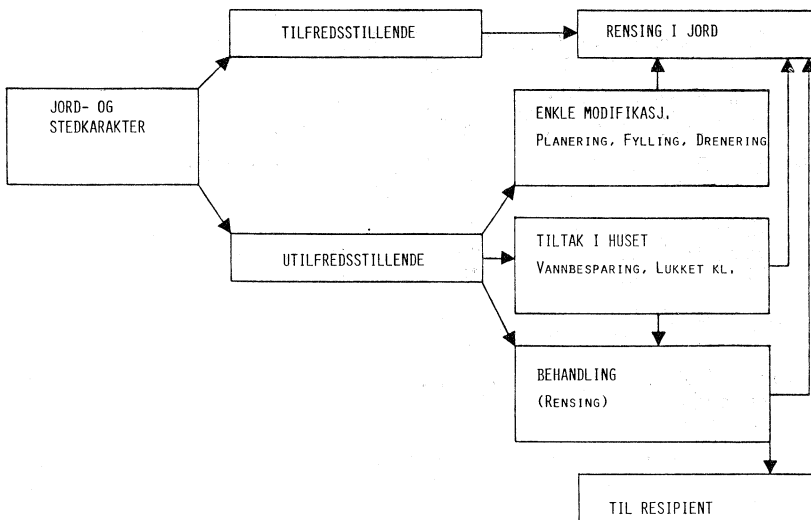 TILFREDSSTILLENDE
RENSING I JORD
JORD- OG
STEDKARAKTER
ENKLE MODIFIKASJ.
PLANERING, FYLLING, DRENERING
UTILFREDSSTILLENDE
TILTAK I HUSET
VANNBESPARING, LUKKET KL.
BEHANDLING
(RENSING)
TIL RESIPIENT